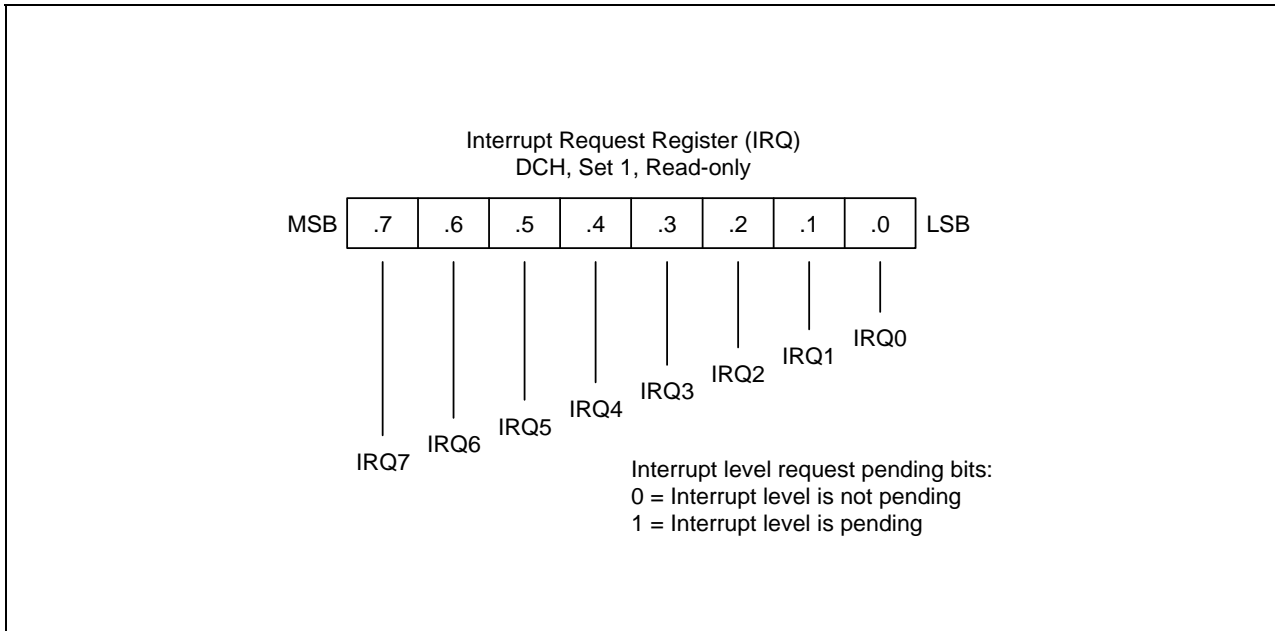 Interrupt Request Register (IRQ)
DCH, Set 1, Read-only
MSB .7 .6 .5 .4 .3 .2 .1 .0 LSB
IRQ7 IRQ6 IRQ5 IRQ4 IRQ3 IRQ2 IRQ1 IRQ0
Interrupt level request pending bits:
0 = Interrupt level is not pending
1 = Interrupt level is pending